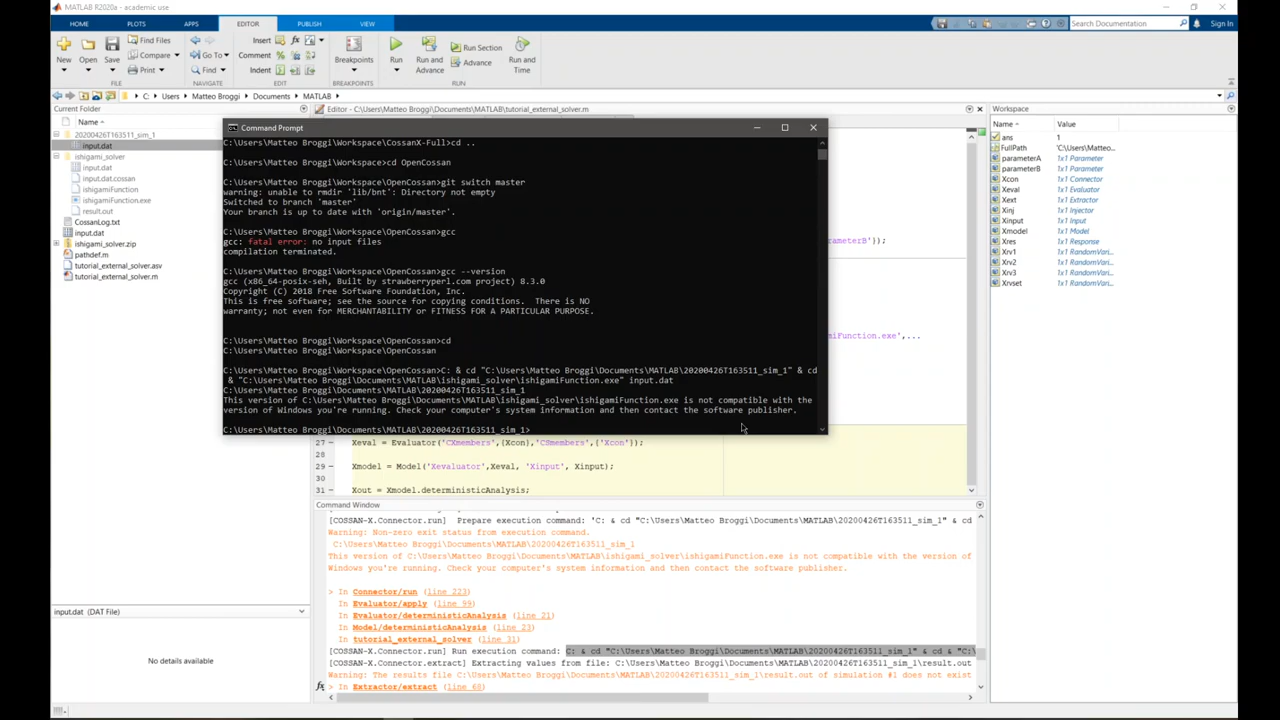 MATLAB R2020a - academic use
HOME PLOTS APPS EDITOR PUBLISH VIEW
Search Documentation Sign In
New Open Save Find Files Compare Print Go To Find Insert Comment Indent Breakpoints Run Run and Advance Run Section Advance Run and Time
FILE NAVIGATE EDIT BREAKPOINTS RUN
C: Users Matteo Broggi Documents MATLAB
Current Folder
Name
20200426T163511_sim_1
input.dat
ishigami_solver
input.dat
input.dat.cossan
ishigamiFunction
ishigamiFunction.exe
result.out
CossanLog.txt
input.dat
ishigami_solver.zip
pathdef.m
tutorial_external_solver.asv
tutorial_external_solver.m
input.dat (DAT File)
No details available
Editor - C:\Users\Matteo Broggi\Documents\MATLAB\tutorial_external_solver.m
Command Prompt
C:\Users\Matteo Broggi\Workspace\CossanX-Full>cd ..
C:\Users\Matteo Broggi\Workspace>cd OpenCossan
C:\Users\Matteo Broggi\Workspace\OpenCossan>git switch master
warning: unable to rmdir 'lib/bnt': Directory not empty
Switched to branch 'master'
Your branch is up to date with 'origin/master'.
C:\Users\Matteo Broggi\Workspace\OpenCossan>gcc
gcc: fatal error: no input files
compilation terminated.
C:\Users\Matteo Broggi\Workspace\OpenCossan>gcc --version
gcc (x86_64-posix-seh, Built by strawberryperl.com project) 8.3.0
Copyright (C) 2018 Free Software Foundation, Inc.
This is free software; see the source for copying conditions.  There is NO
warranty; not even for MERCHANTABILITY or FITNESS FOR A PARTICULAR PURPOSE.
C:\Users\Matteo Broggi\Workspace\OpenCossan>cd
C:\Users\Matteo Broggi\Workspace\OpenCossan
C:\Users\Matteo Broggi\Workspace\OpenCossan>C: & cd "C:\Users\Matteo Broggi\Documents\MATLAB\20200426T163511_sim_1" & cd
& "C:\Users\Matteo Broggi\Documents\MATLAB\ishigami_solver\ishigamiFunction.exe" input.dat
C:\Users\Matteo Broggi\Documents\MATLAB\20200426T163511_sim_1
This version of C:\Users\Matteo Broggi\Documents\MATLAB\ishigami_solver\ishigamiFunction.exe is not compatible with the
version of Windows you're running. Check your computer's system information and then contact the software publisher.
C:\Users\Matteo Broggi\Documents\MATLAB\20200426T163511_sim_1>
rameterB'});
miFunction.exe',...
27 Xeval = Evaluator('CXmembers',{Xcon},'CSmembers',{'Xcon'});
28
29 Xmodel = Model('Xevaluator',Xeval, 'Xinput', Xinput);
30
31 Xout = Xmodel.deterministicAnalysis;
Command Window
[COSSAN-X.Connector.run]  Prepare execution command: 'C: & cd "C:\Users\Matteo Broggi\Documents\MATLAB\20200426T163511_sim_1" & cd
Warning: Non-zero exit status from execution command.
C:\Users\Matteo Broggi\Documents\MATLAB\20200426T163511_sim_1
This version of C:\Users\Matteo Broggi\Documents\MATLAB\ishigami_solver\ishigamiFunction.exe is not compatible with the version of
Windows you're running. Check your computer's system information and then contact the software publisher.
> In Connector/run (line 223)
In Evaluator/apply (line 99)
In Evaluator/deterministicAnalysis (line 21)
In Model/deterministicAnalysis (line 23)
In tutorial_external_solver (line 31)
[COSSAN-X.Connector.run] Run execution command: C: & cd "C:\Users\Matteo Broggi\Documents\MATLAB\20200426T163511_sim_1" & cd & "C:\
[COSSAN-X.Connector.extract] Extracting values from file: C:\Users\Matteo Broggi\Documents\MATLAB\20200426T163511_sim_1\result.out
Warning: The results file C:\Users\Matteo Broggi\Documents\MATLAB\20200426T163511_sim_1\result.out of simulation #1 does not exist
fx > In Extractor/extract (line 68)
Workspace
Name Value
ans 1
FullPath 'C:\Users\Matteo...
parameterA 1x1 Parameter
parameterB 1x1 Parameter
Xcon 1x1 Connector
Xeval 1x1 Evaluator
Xext 1x1 Extractor
Xinj 1x1 Injector
Xinput 1x1 Input
Xmodel 1x1 Model
Xres 1x1 Response
Xrv1 1x1 RandomVari...
Xrv2 1x1 RandomVari...
Xrv3 1x1 RandomVari...
Xrvset 1x1 RandomVari...